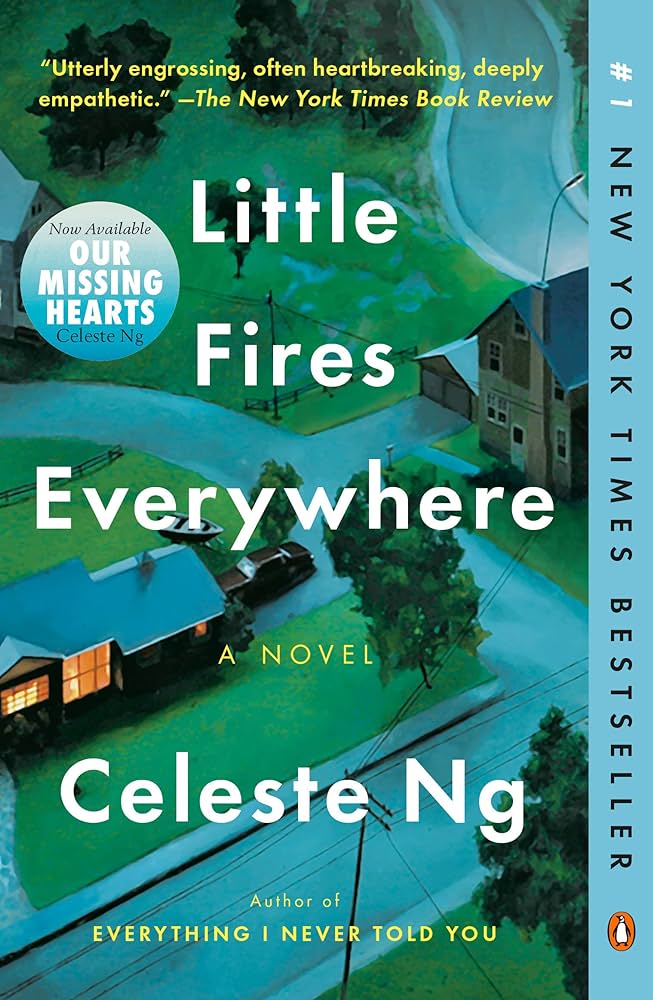 “Utterly engrossing, often heartbreaking, deeply
empathetic.” —The New York Times Book Review
Little
Now Available
OUR
MISSING
HEARTS
Celeste Ng
Fires
Everywhere
A NOVEL
Celeste Ng
Author of
EVERYTHING I NEVER TOLD YOU
#1 NEW YORK TIMES BESTSELLER